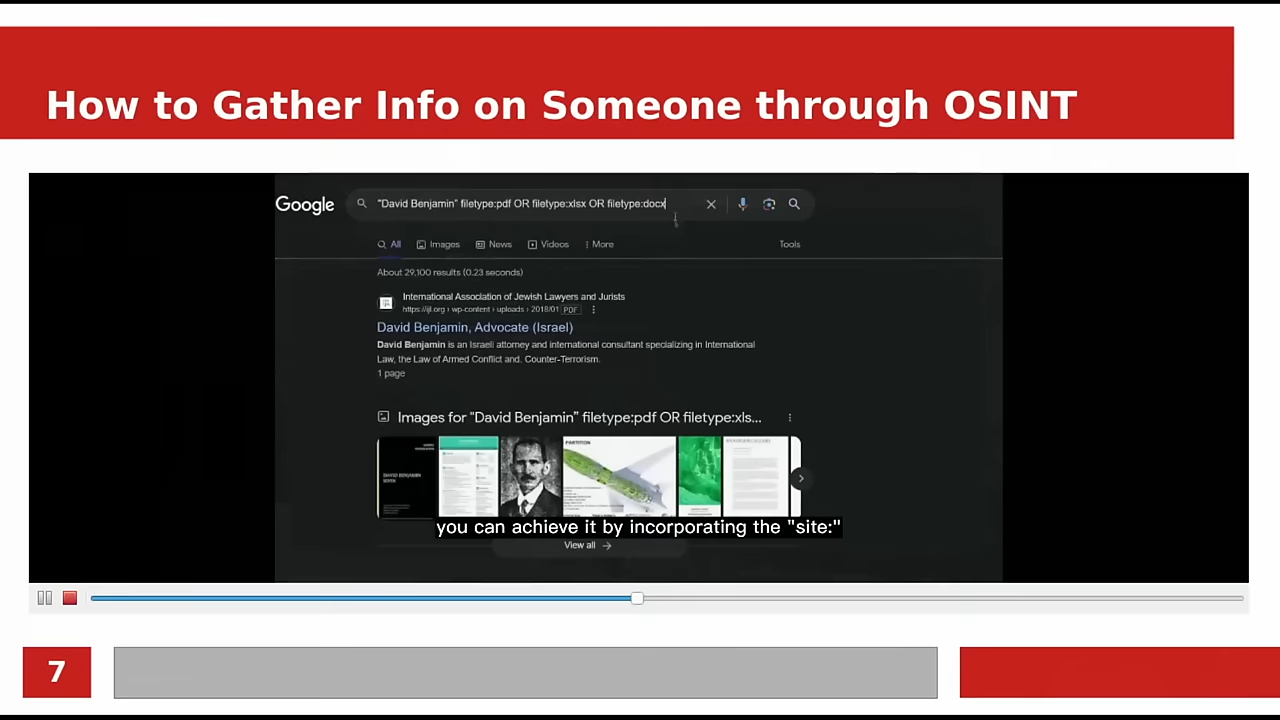 How to Gather Info on Someone through OSINT
Google
"David Benjamin" filetype:pdf OR filetype:xlsx OR filetype:docx
All Images News Videos More Tools
About 29,100 results (0.23 seconds)
International Association of Jewish Lawyers and Jurists
https://ijl.org › wp-content › uploads › 2018/01 PDF
David Benjamin, Advocate (Israel)
David Benjamin is an Israeli attorney and international consultant specializing in International
Law, the Law of Armed Conflict and. Counter-Terrorism.
1 page
Images for "David Benjamin" filetype:pdf OR filetype:xls...
PARTITION
you can achieve it by incorporating the "site:"
View all
7